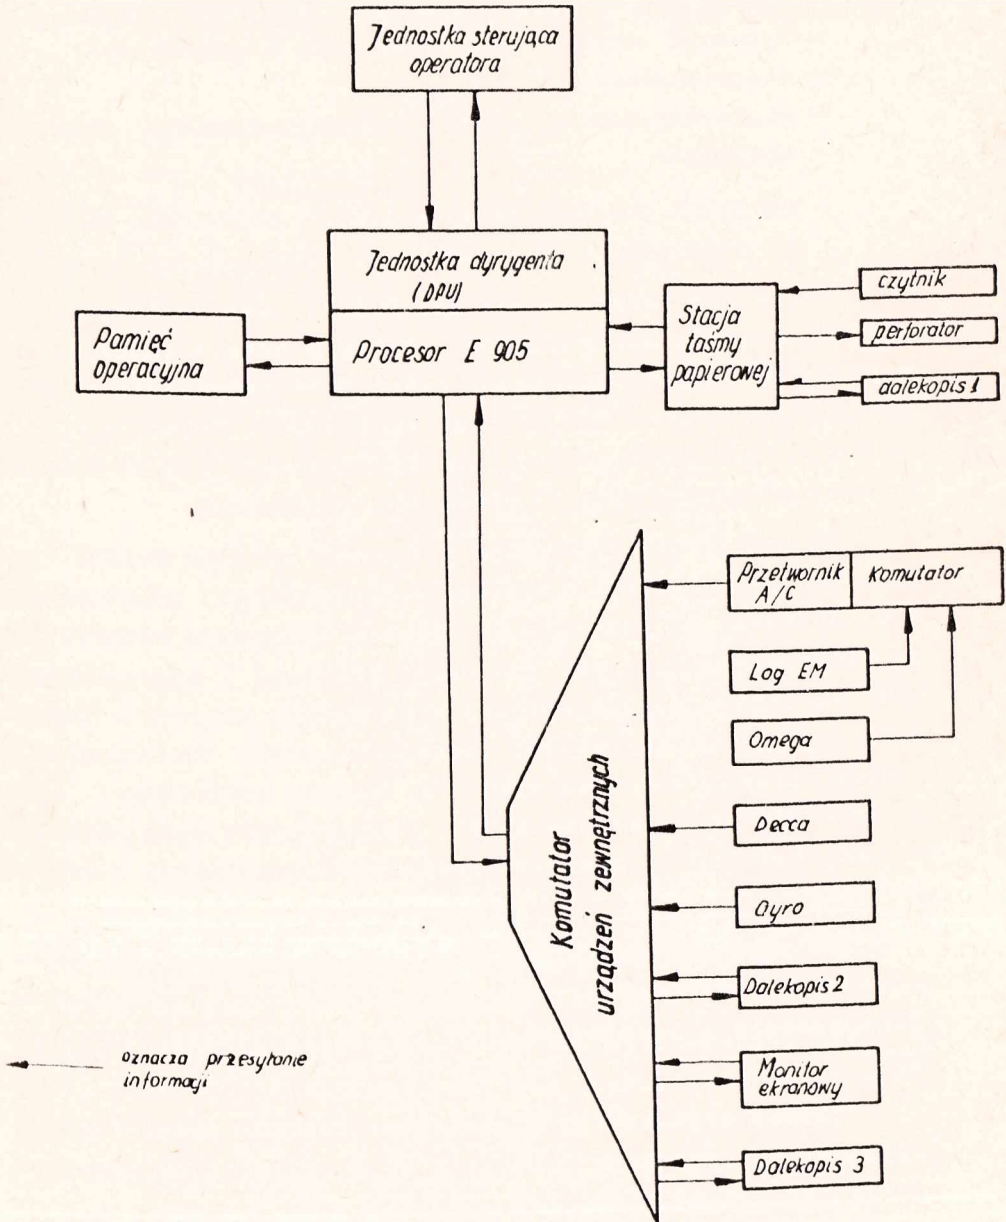 Jednostka sterująca
operatora
Jednostka dyrygenta
(DPU)
Procesor E 905
Pamięć
operacyjna
Stacja
taśmy
papierowej
czytnik
perforator
dalekopis 1
Przetwornik
A/C
Komutator
Log EM
Omega
Decca
Gyro
Dalekopis 2
Monitor
ekranowy
Dalekopis 3
Komutator
urządzeń zewnętrznych
oznacza przesyłanie
informacji